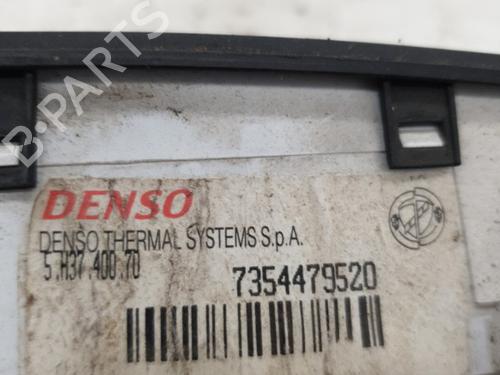 DENSO
DENSO THERMAL SYSTEMS S.p.A.
5.H37.400.70
7354479520
B-PARTS